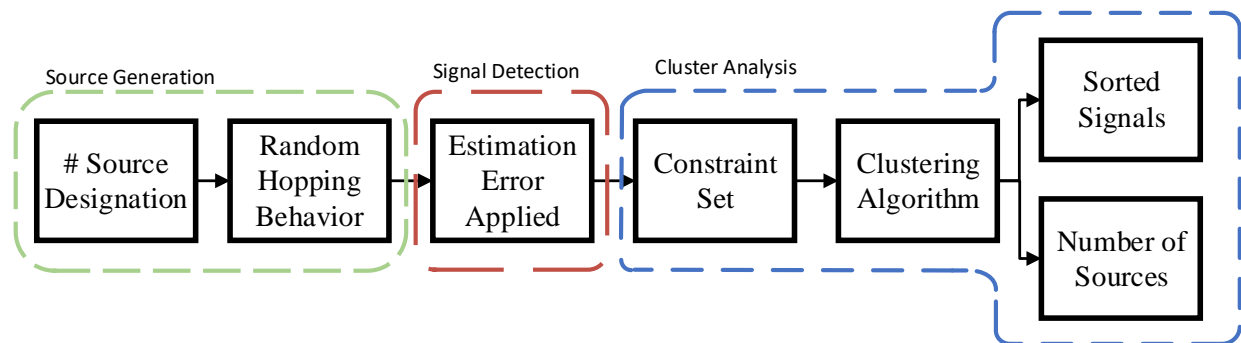 Source Generation
# Source
Designation
Random
Hopping
Behavior
Signal Detection
Estimation
Error
Applied
Cluster Analysis
Constraint
Set
Clustering
Algorithm
Sorted
Signals
Number of
Sources